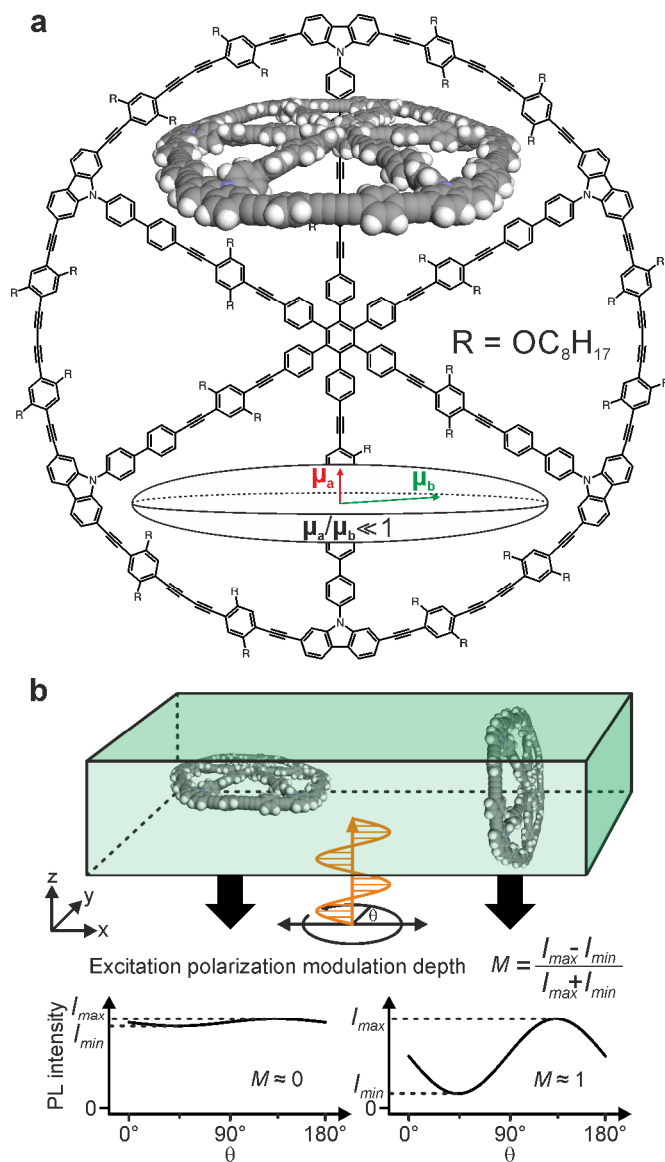 a
R R
N
R R
R R
R R
N N
R
R R R R
R R
R R
R = OC₈H₁₇
R R
R R
R R
R
N N
μa μb
μa/μb ≪ 1
R R
R R
N
R R
R R
b
z
y
x
θ
Excitation polarization modulation depth
M = (Imax - Imin) / (Imax + Imin)
PL intensity
Imax
Imin
M ≈ 0
0
0° 90° 180°
θ
Imax
Imin
M ≈ 1
0
0° 90° 180°
θ